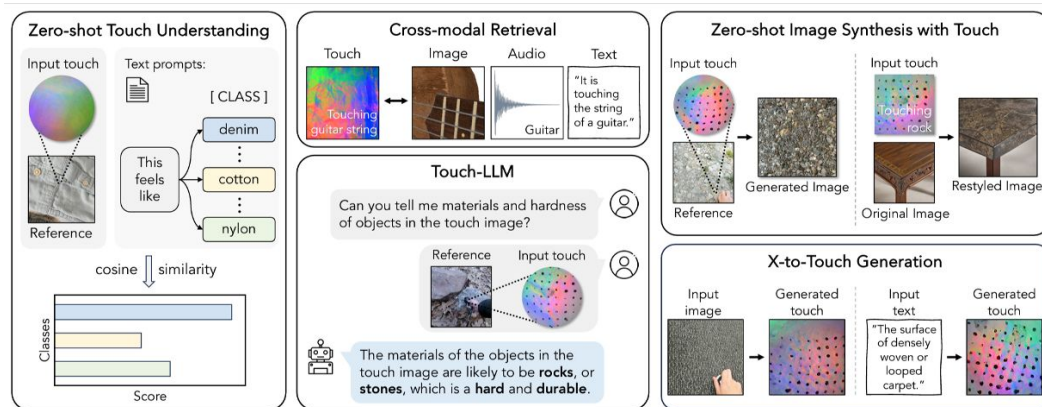 Zero-shot Touch Understanding
Input touch
Text prompts:
[ CLASS ]
This
feels
like
denim
cotton
nylon
Reference
cosine
similarity
Classes
Score
Cross-modal Retrieval
Touch
Image
Audio
Text
Touching
guitar string
Guitar
"It is
touching
the string
of a guitar."
Touch-LLM
Can you tell me materials and hardness
of objects in the touch image?
Reference
Input touch
The materials of the objects in the
touch image are likely to be rocks, or
stones, which is a hard and durable.
Zero-shot Image Synthesis with Touch
Input touch
Reference
Generated Image
Input touch
Touching
rock
Original Image
Restyled Image
X-to-Touch Generation
Input
image
Generated
touch
Input
text
"The surface
of densely
woven or
looped
carpet."
Generated
touch